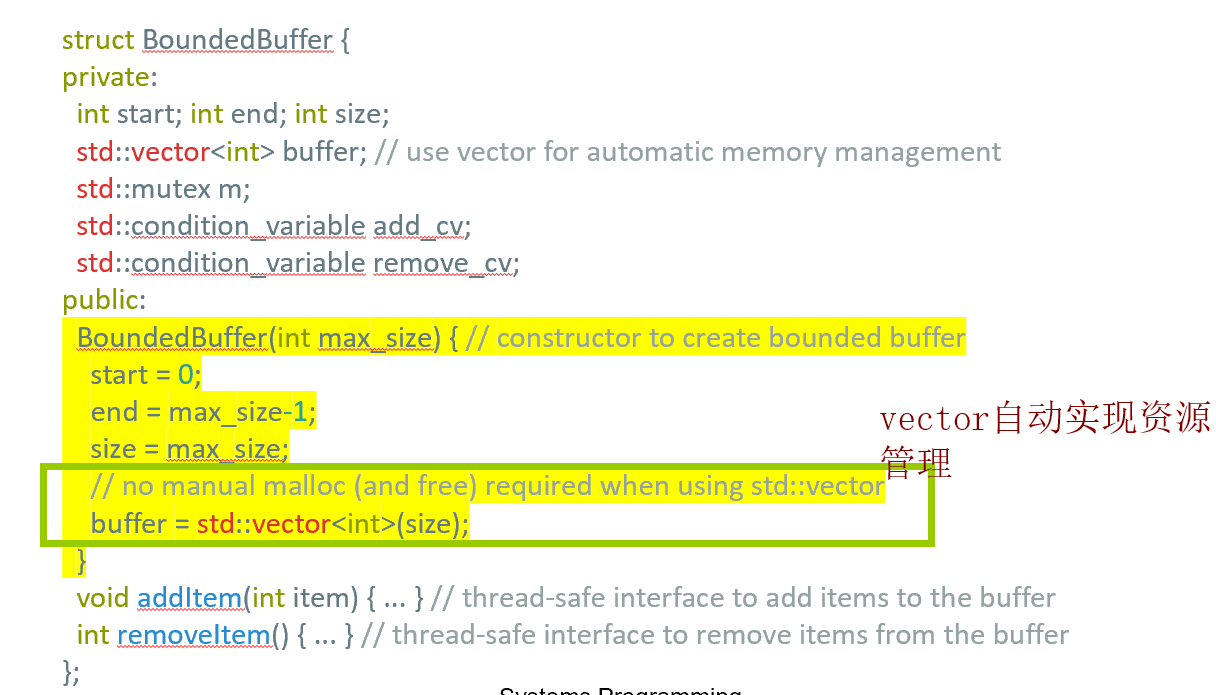 struct BoundedBuffer {
private:
int start; int end; int size;
std::vector<int> buffer; // use vector for automatic memory management
std::mutex m;
std::condition_variable add_cv;
std::condition_variable remove_cv;
public:
BoundedBuffer(int max_size) { // constructor to create bounded buffer
start = 0;
end = max_size-1;
size = max_size;
// no manual malloc (and free) required when using std::vector
buffer = std::vector<int>(size);
}
vector自动实现资源
管理
void addItem(int item) { ... } // thread-safe interface to add items to the buffer
int removeItem() { ... } // thread-safe interface to remove items from the buffer
};
Systems Programming